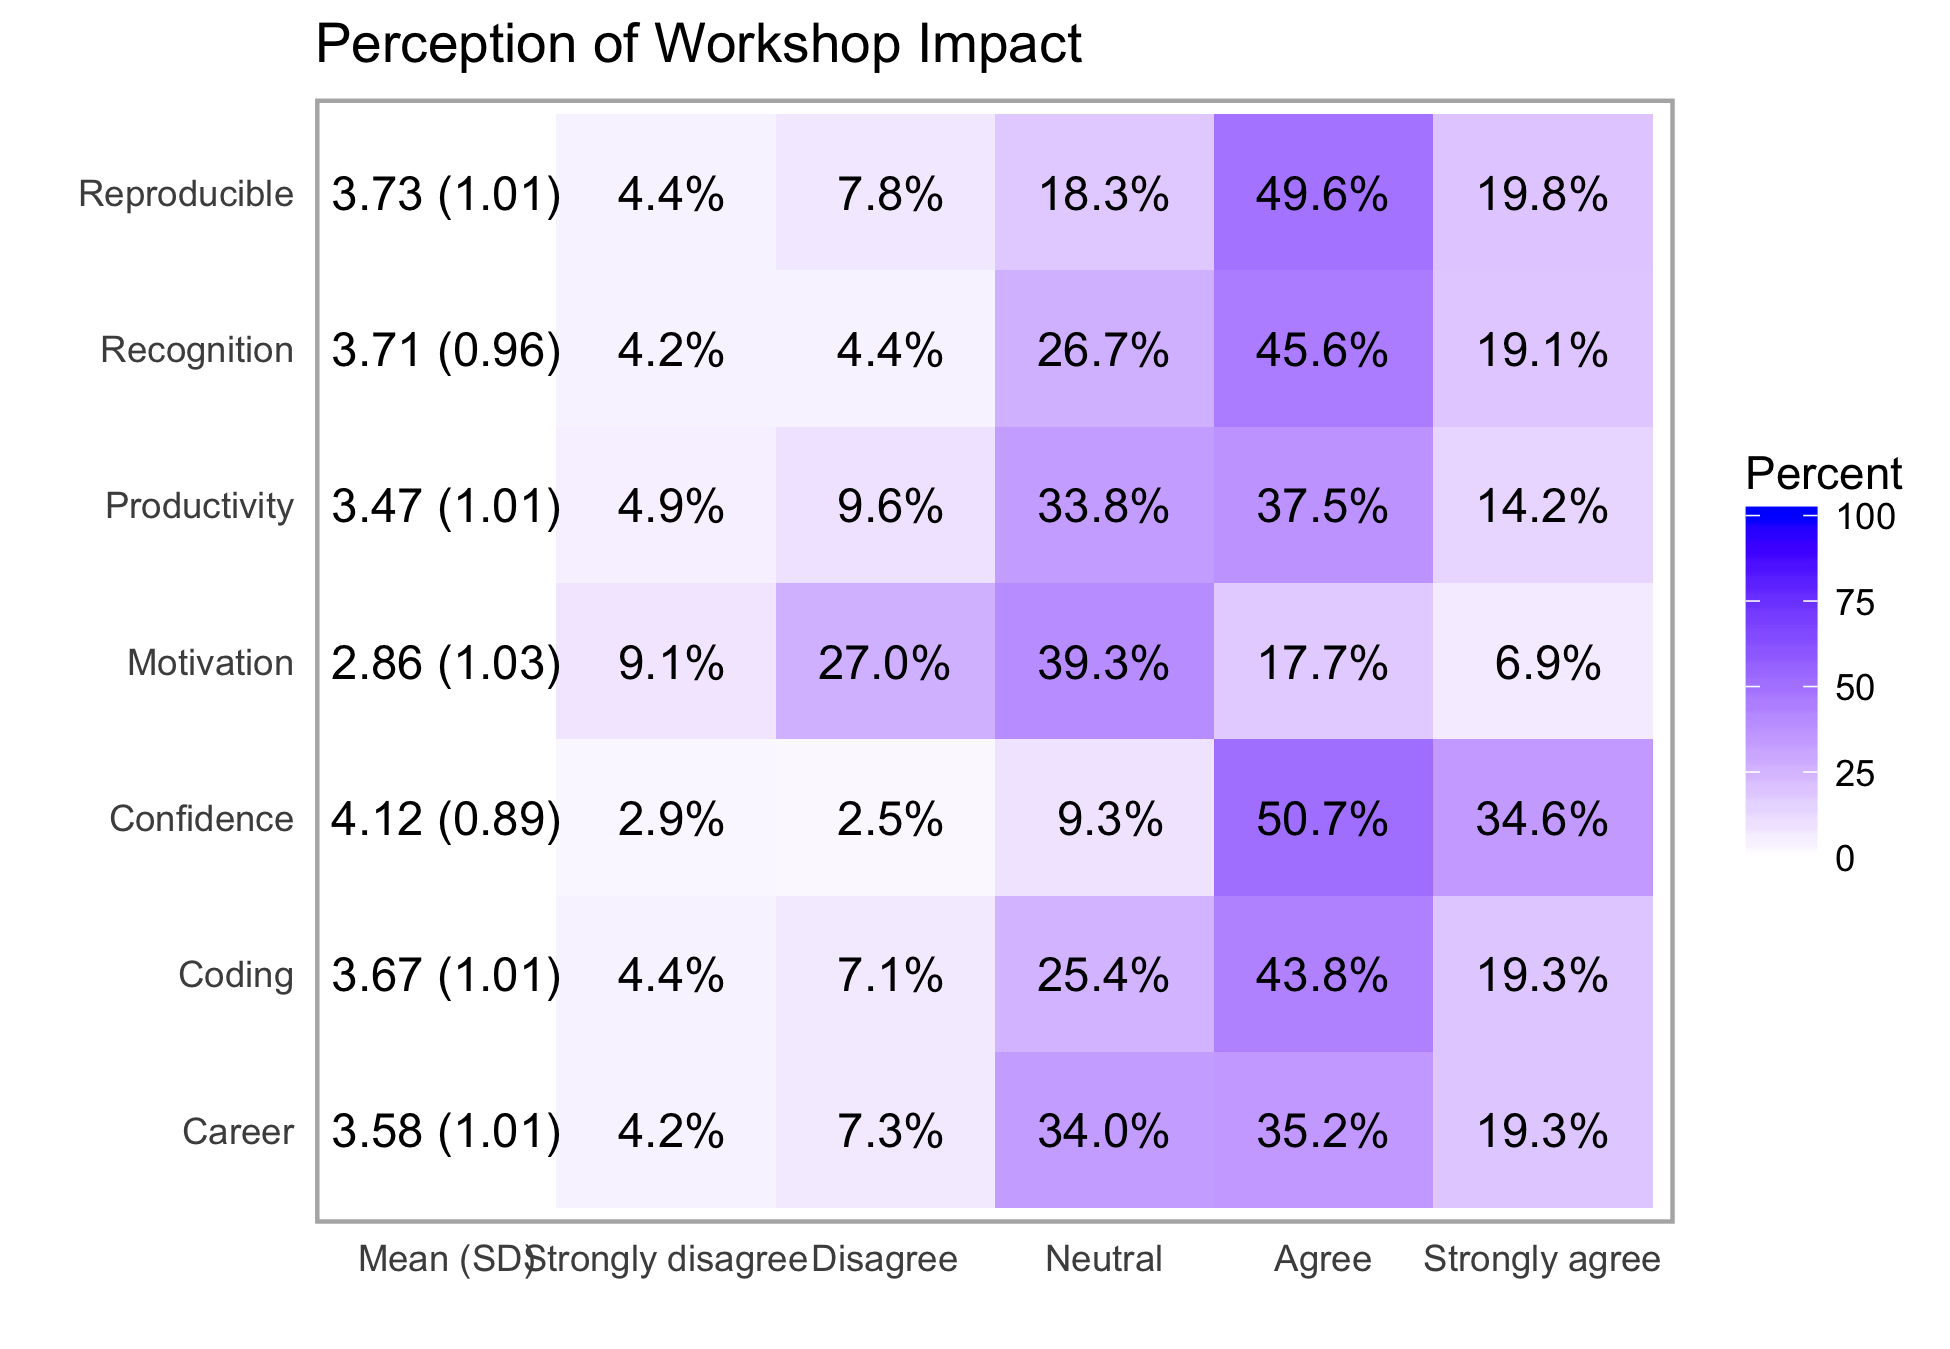 Perception of Workshop Impact
Reproducible 3.73 (1.01) 4.4% 7.8% 18.3% 49.6% 19.8%
Recognition 3.71 (0.96) 4.2% 4.4% 26.7% 45.6% 19.1%
Productivity 3.47 (1.01) 4.9% 9.6% 33.8% 37.5% 14.2%
Motivation 2.86 (1.03) 9.1% 27.0% 39.3% 17.7% 6.9%
Confidence 4.12 (0.89) 2.9% 2.5% 9.3% 50.7% 34.6%
Coding 3.67 (1.01) 4.4% 7.1% 25.4% 43.8% 19.3%
Career 3.58 (1.01) 4.2% 7.3% 34.0% 35.2% 19.3%
Mean (SD) Strongly disagree Disagree Neutral Agree Strongly agree
Percent
100
75
50
25
0